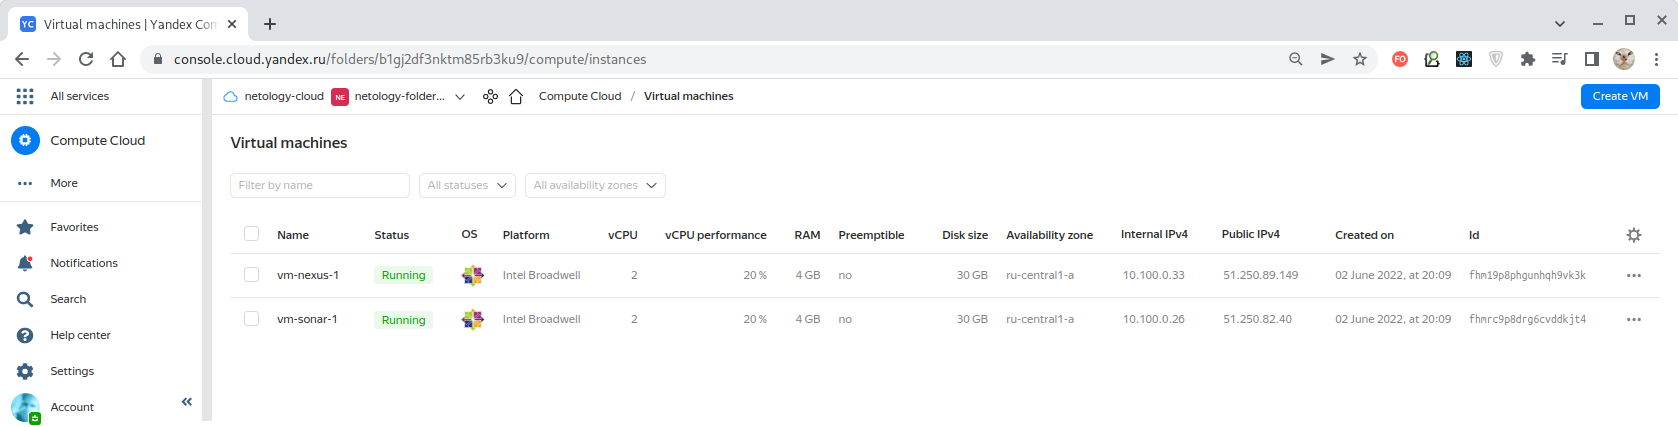 YC Virtual machines | Yandex Com
console.cloud.yandex.ru/folders/b1gj2df3nktm85rb3ku9/compute/instances
FO
All services
netology-cloud NE netology-folder... Compute Cloud / Virtual machines Create VM
Compute Cloud
More
Favorites
Notifications
Search
Help center
Settings
Account
Virtual machines
Filter by name All statuses All availability zones
Name Status OS Platform vCPU vCPU performance RAM Preemptible Disk size Availability zone Internal IPv4 Public IPv4 Created on Id
vm-nexus-1 Running Intel Broadwell 2 20 % 4 GB no 30 GB ru-central1-a 10.100.0.33 51.250.89.149 02 June 2022, at 20:09 fhm19p8phgunhqh9vk3k
vm-sonar-1 Running Intel Broadwell 2 20 % 4 GB no 30 GB ru-central1-a 10.100.0.26 51.250.82.40 02 June 2022, at 20:09 fhmrc9p8drg6cvddkjt4